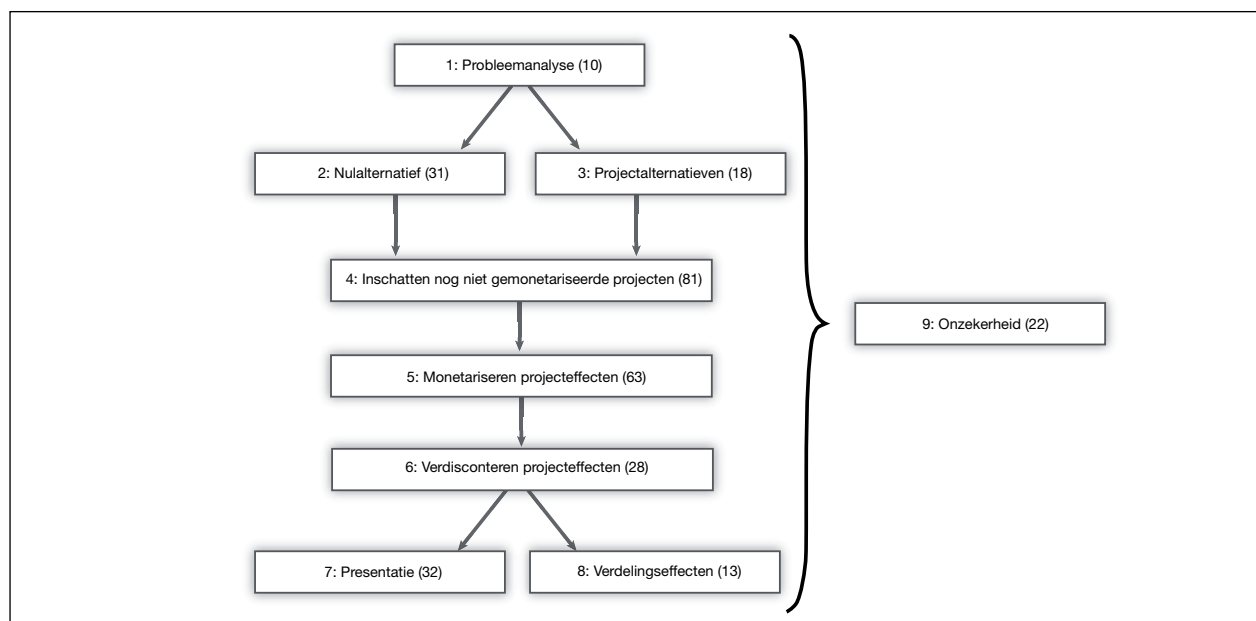 1: Probleemanalyse (10)
2: Nulalternatief (31)
3: Projectalternatieven (18)
4: Inschatten nog niet gemonetariseerde projecten (81)
5: Monetariseren projecteffecten (63)
6: Verdisconteren projecteffecten (28)
7: Presentatie (32)
8: Verdelingseffecten (13)
9: Onzekerheid (22)